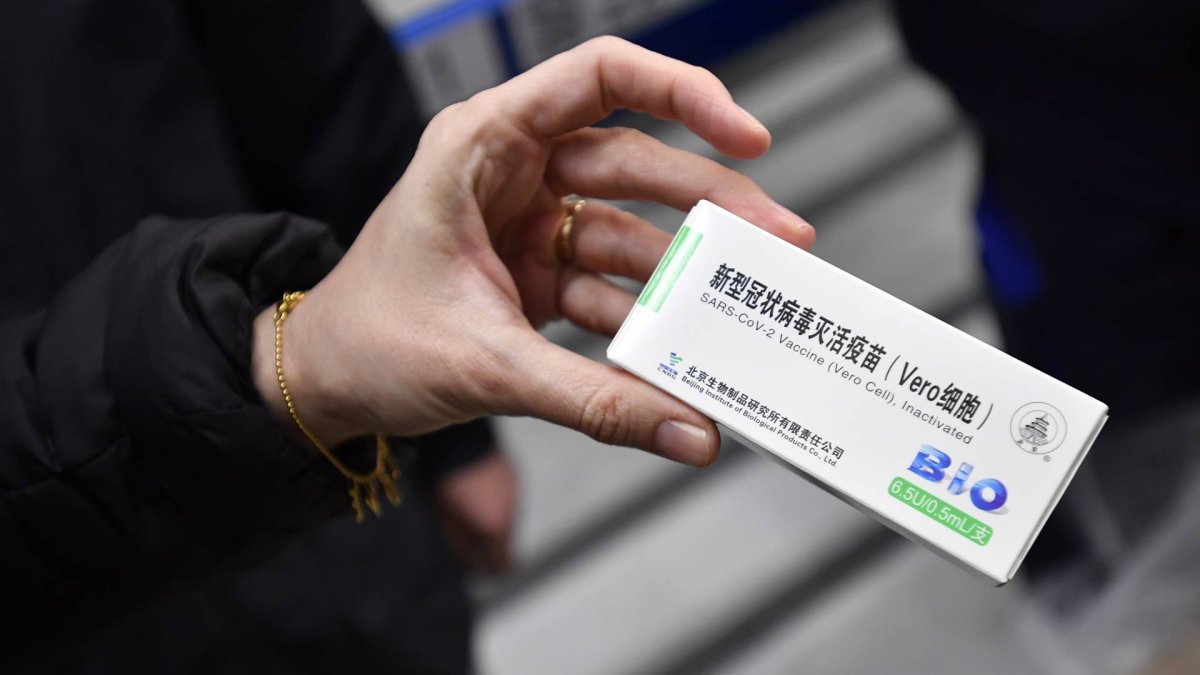 新型冠状病毒灭活疫苗（Vero细胞）
SARS-CoV-2 Vaccine (Vero Cell), Inactivated
CNBG
北京生物制品研究所有限责任公司
Beijing Institute of Biological Products Co., Ltd.
BIO
6.5U/0.5mL/支